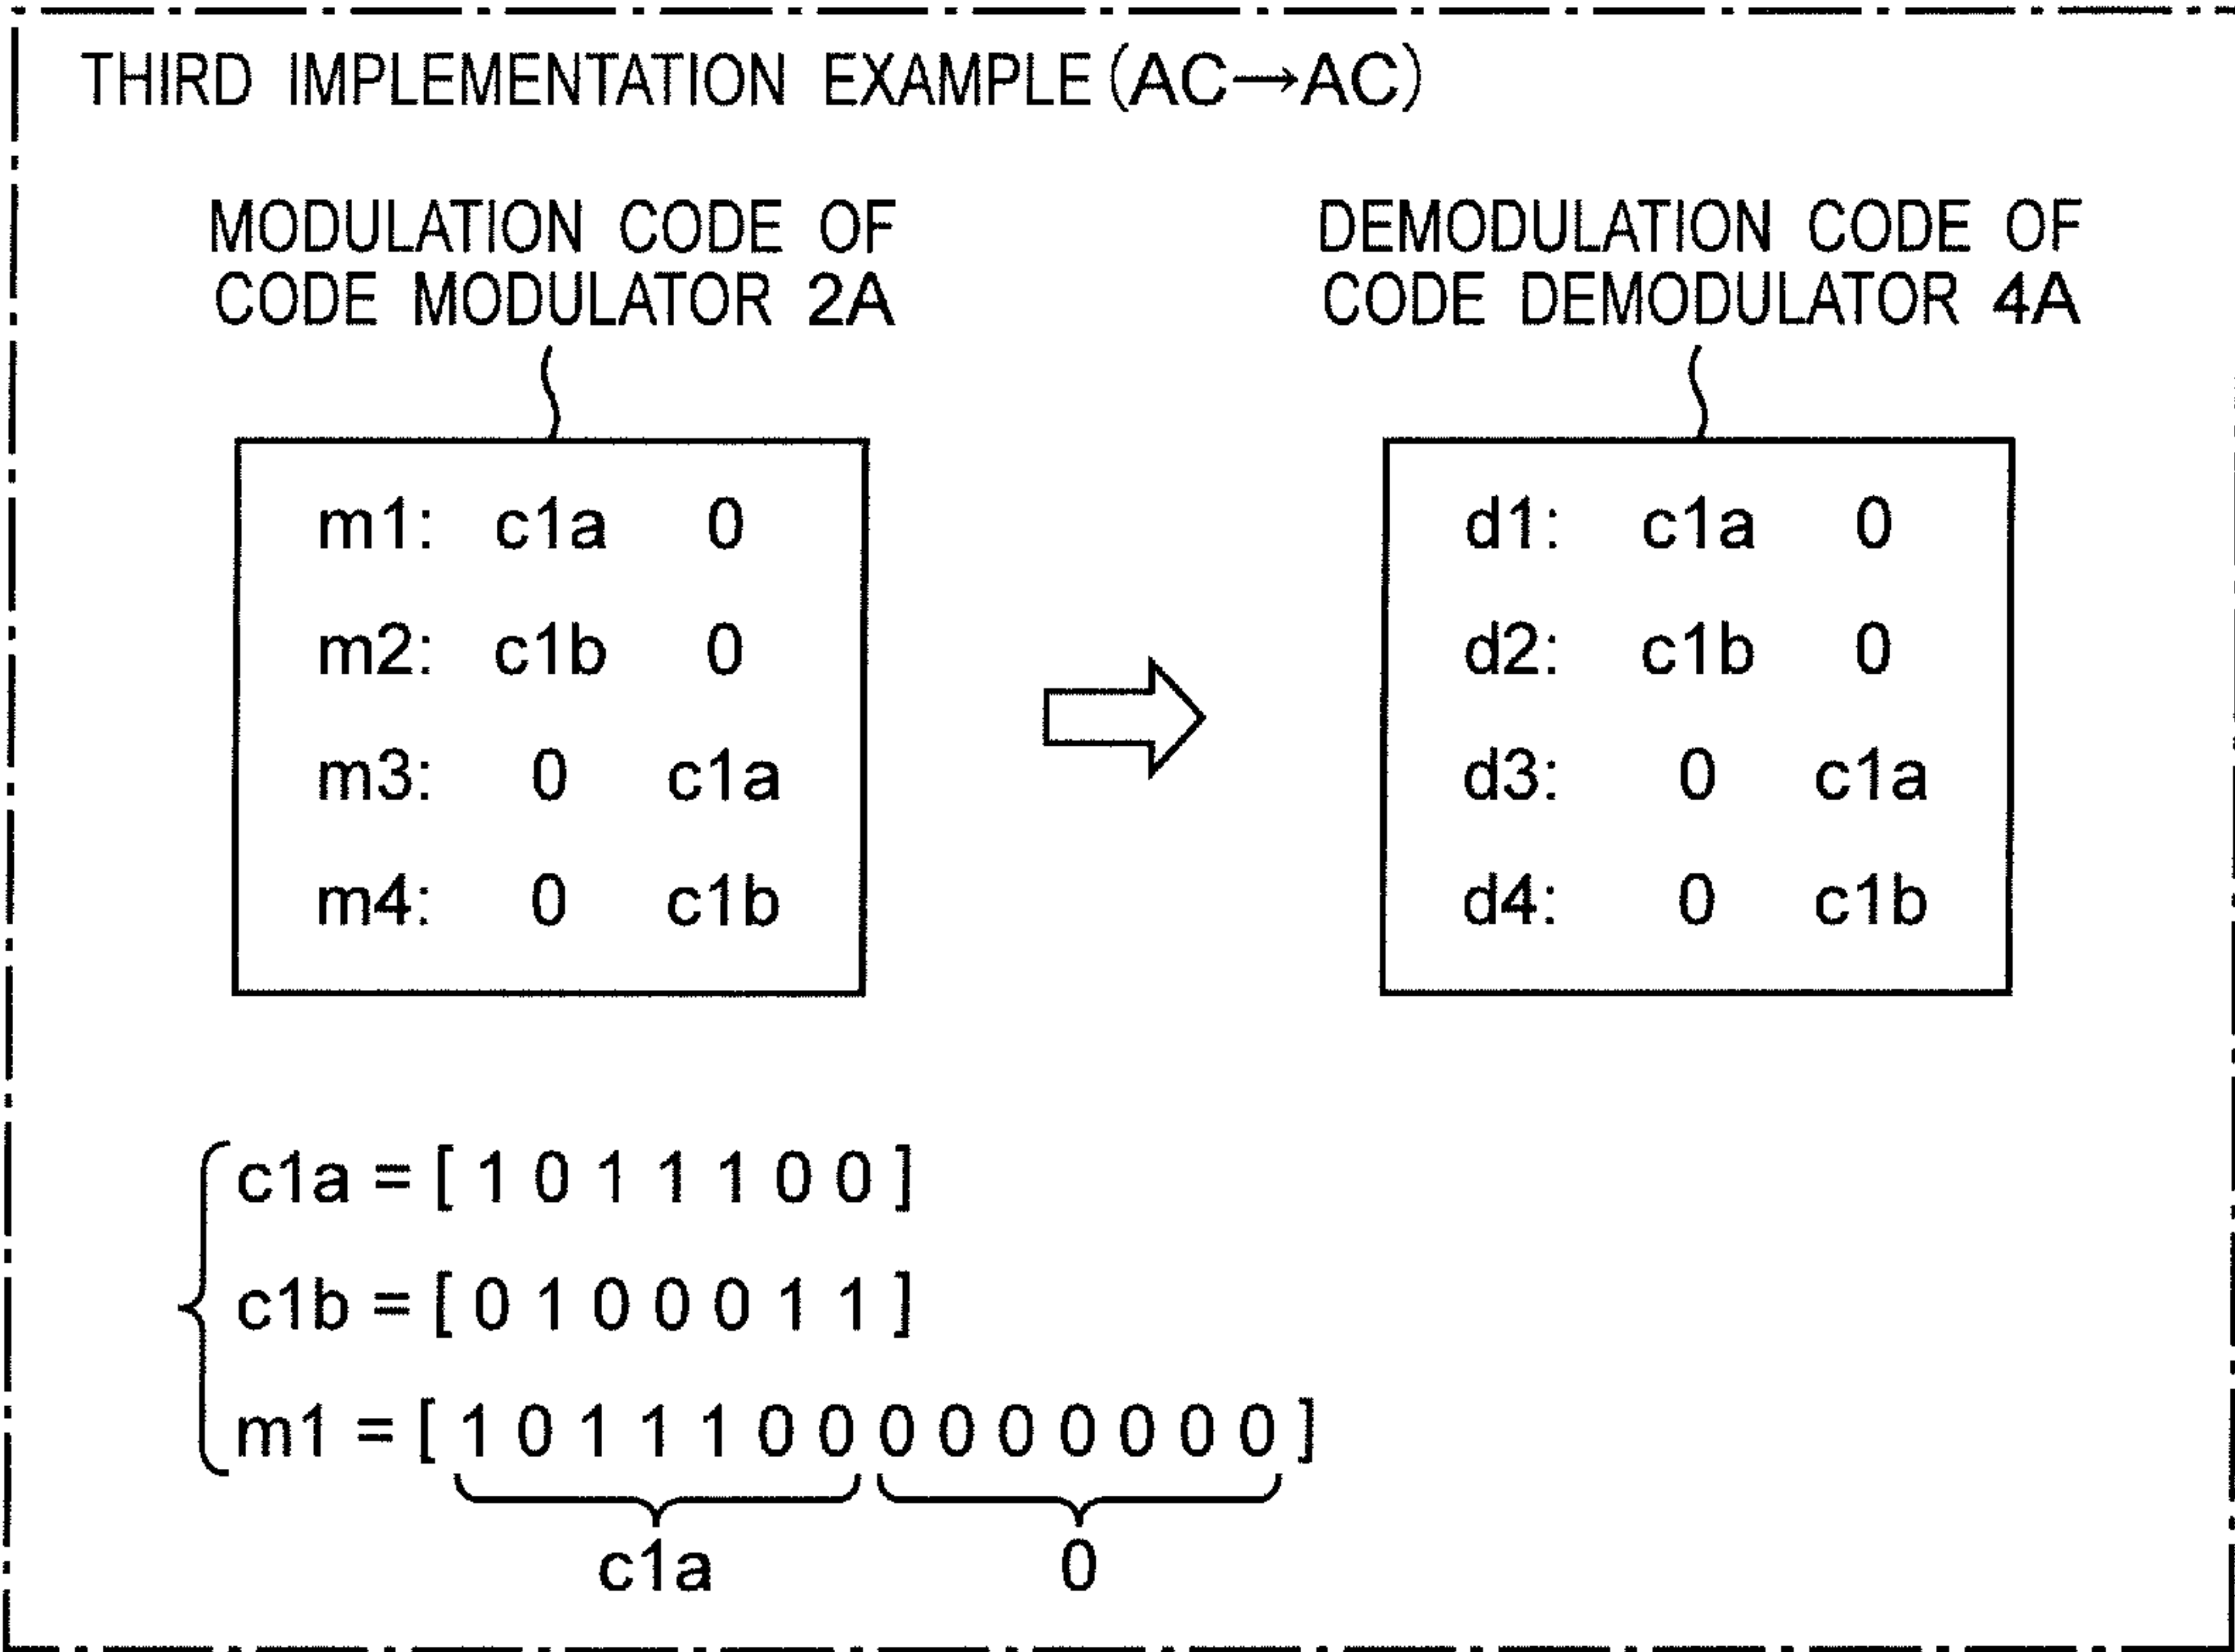 THIRD IMPLEMENTATION EXAMPLE (AC→AC)
MODULATION CODE OF
CODE MODULATOR 2A
m1: c1a 0
m2: c1b 0
m3: 0 c1a
m4: 0 c1b
DEMODULATION CODE OF
CODE DEMODULATOR 4A
d1: c1a 0
d2: c1b 0
d3: 0 c1a
d4: 0 c1b
c1a = [ 1 0 1 1 1 0 0 ]
c1b = [ 0 1 0 0 0 1 1 ]
m1 = [ 1 0 1 1 1 0 0 0 0 0 0 0 0 0 ]
c1a 0